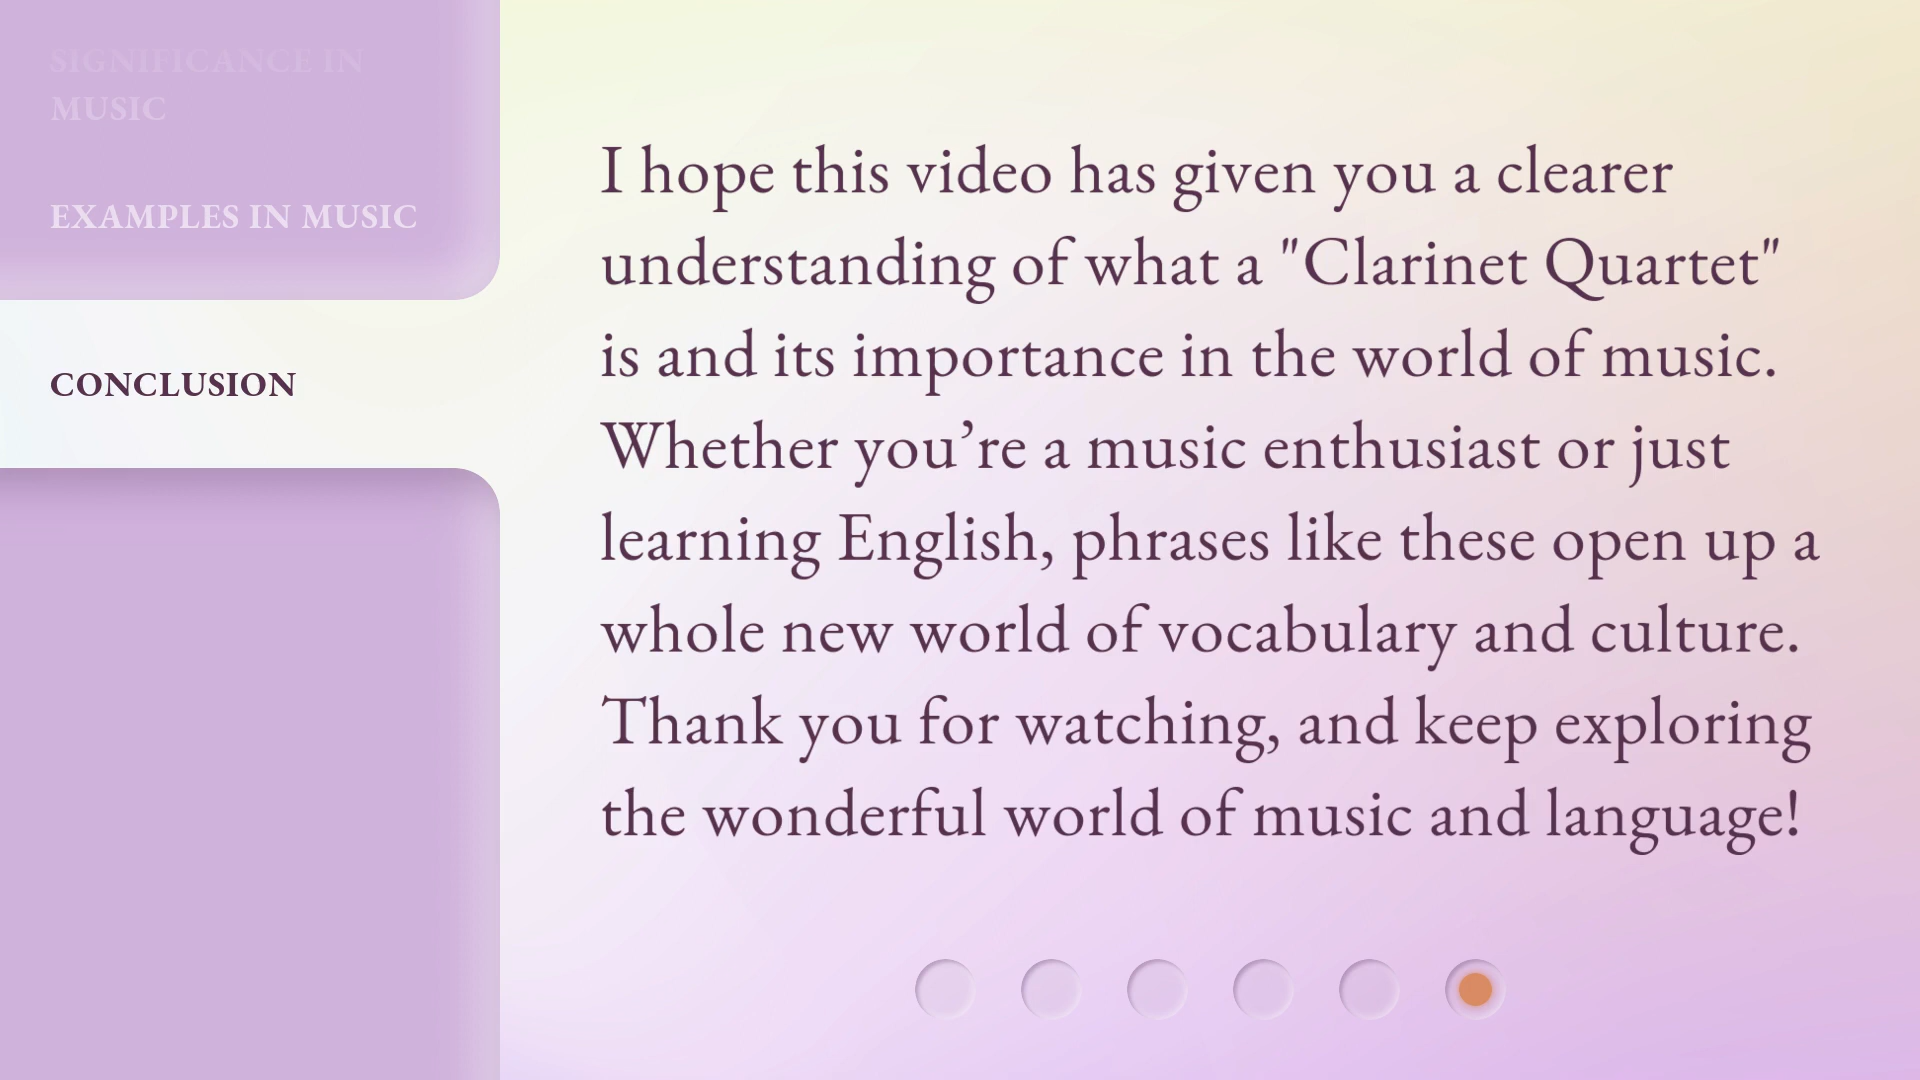 SIGNIFICANCE IN
MUSIC
EXAMPLES IN MUSIC
CONCLUSION
I hope this video has given you a clearer
understanding of what a "Clarinet Quartet"
is and its importance in the world of music.
Whether you’re a music enthusiast or just
learning English, phrases like these open up a
whole new world of vocabulary and culture.
Thank you for watching, and keep exploring
the wonderful world of music and language!